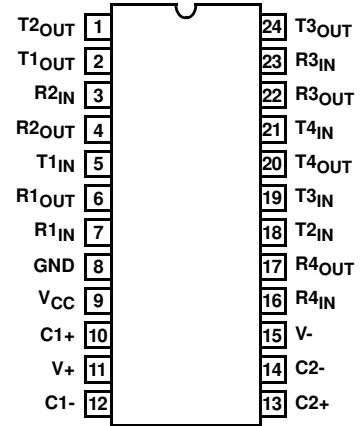 T2OUT 1 24 T3OUT
T1OUT 2 23 R3IN
R2IN 3 22 R3OUT
R2OUT 4 21 T4IN
T1IN 5 20 T4OUT
R1OUT 6 19 T3IN
R1IN 7 18 T2IN
GND 8 17 R4OUT
VCC 9 16 R4IN
C1+ 10 15 V-
V+ 11 14 C2-
C1- 12 13 C2+